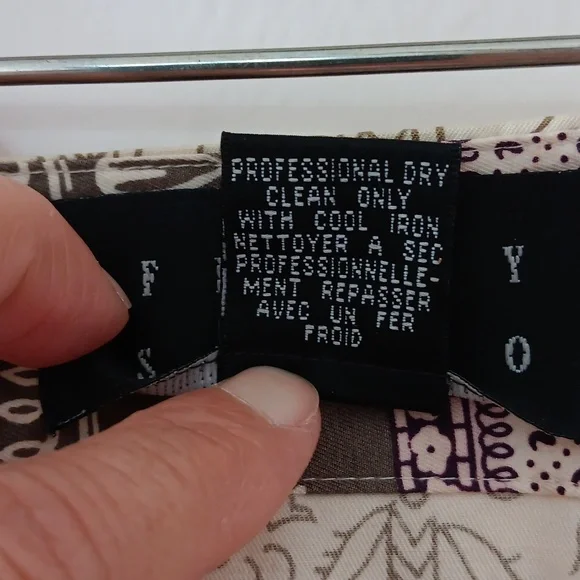 PROFESSIONAL DRY
CLEAN ONLY
WITH COOL IRON
NETTOYER A SEC
PROFESSIONNELLE-
MENT REPASSER
AVEC UN FER
FROID
F
Y
S
O